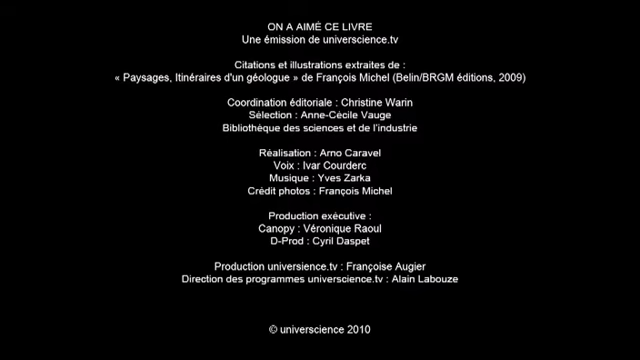 ON A AIMÉ CE LIVRE
Une émission de universcience.tv
Citations et illustrations extraites de :
« Paysages, Itinéraires d'un géologue » de François Michel (Belin/BRGM éditions, 2009)
Coordination éditoriale : Christine Warin
Sélection : Anne-Cécile Vauge
Bibliothèque des sciences et de l'industrie
Réalisation : Arno Caravel
Voix : Ivar Couderc
Musique : Yves Zarka
Crédit photos : François Michel
Production exécutive :
Canopy : Véronique Raoul
D-Prod : Cyril Daspet
Production universience.tv : Françoise Augier
Direction des programmes universcience.tv : Alain Labouze
© universcience 2010